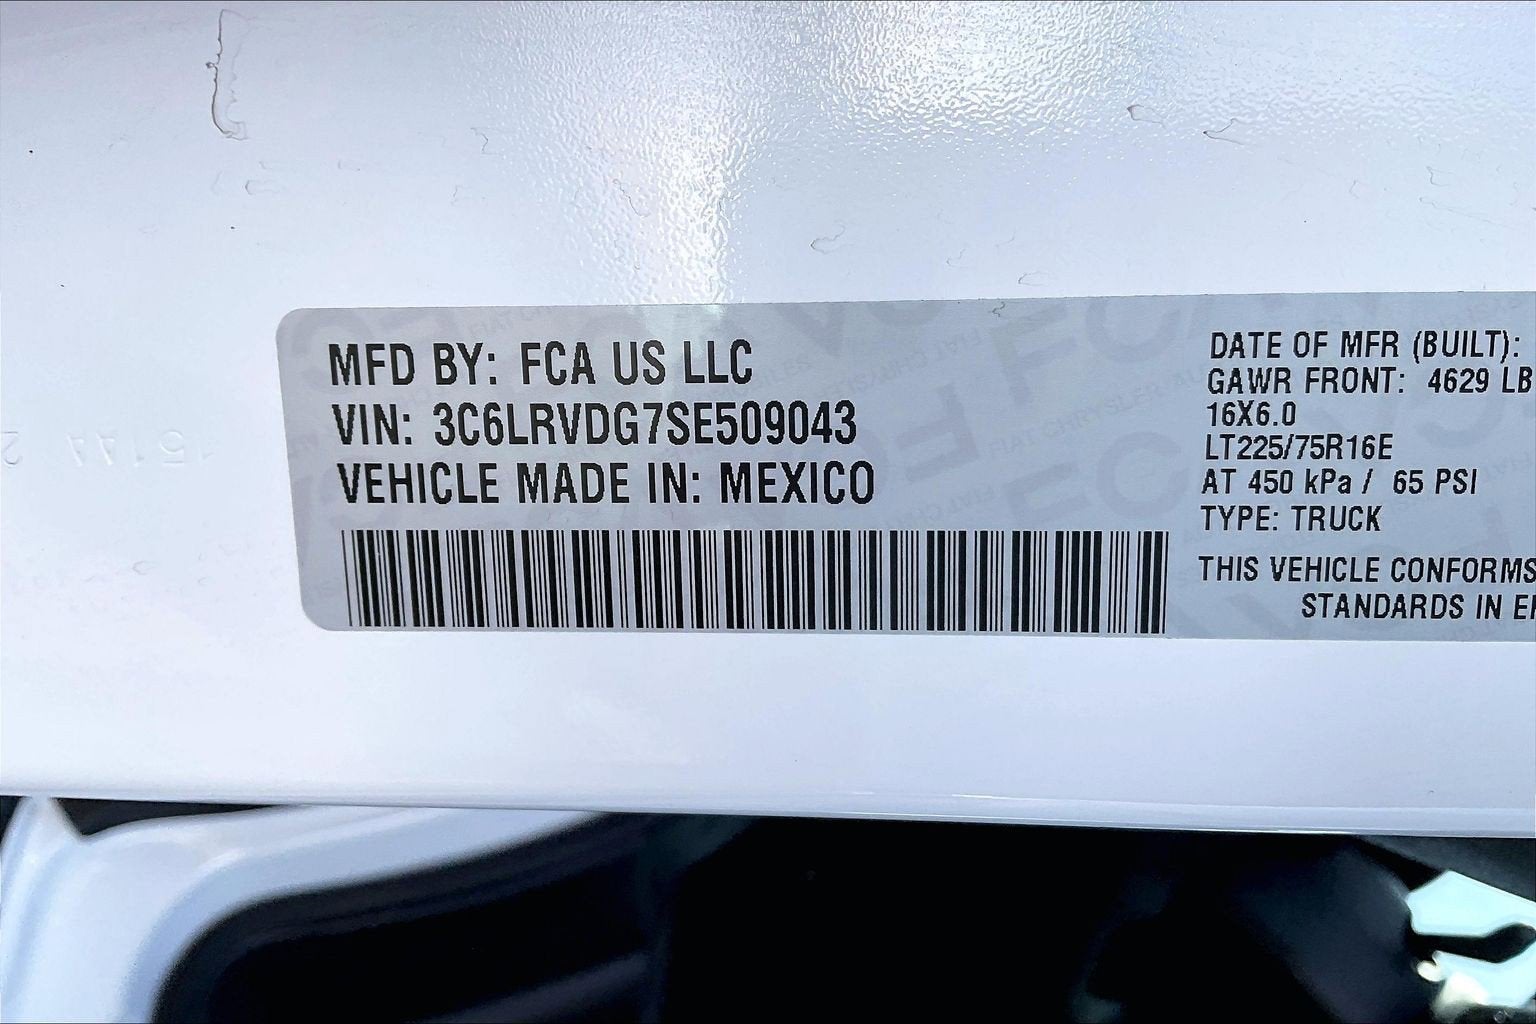 MFD BY: FCA US LLC
VIN: 3C6LRVDG7SE509043
VEHICLE MADE IN: MEXICO
DATE OF MFR (BUILT):
GAWR FRONT: 4629 LB
16X6.0
LT225/75R16E
AT 450 kPa / 65 PSI
TYPE: TRUCK
THIS VEHICLE CONFORMS
STANDARDS IN